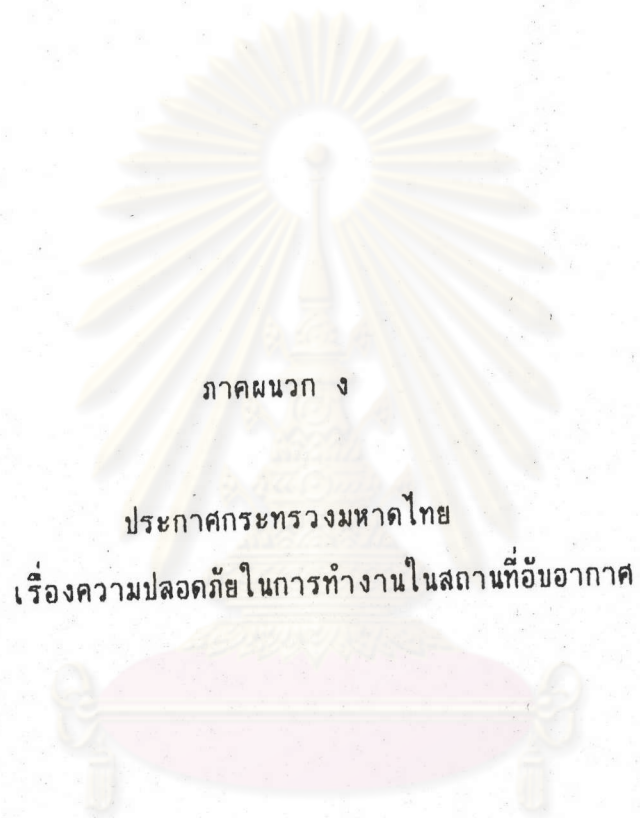 ภาคผนวก ง
ประกาศกระทรวงมหาดไทย
เรื่องความปลอดภัยในการทำงานในสถานที่อับอากาศ